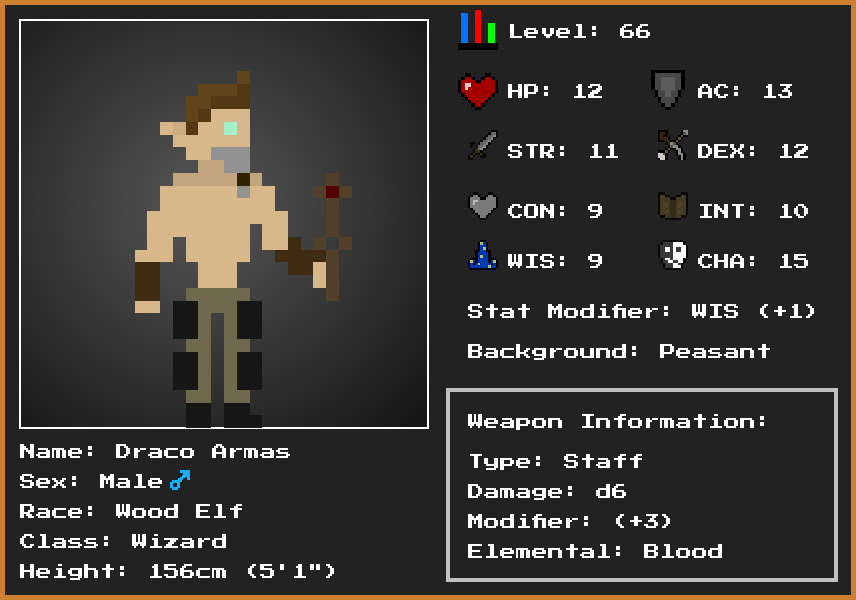 Level: 66
HP: 12 AC: 13
STR: 11 DEX: 12
CON: 9 INT: 10
WIS: 9 CHA: 15
Stat Modifier: WIS (+1)
Background: Peasant
Weapon Information:
Type: Staff
Damage: d6
Modifier: (+3)
Elemental: Blood
Name: Draco Armas
Sex: Male♂
Race: Wood Elf
Class: Wizard
Height: 156cm (5'1")